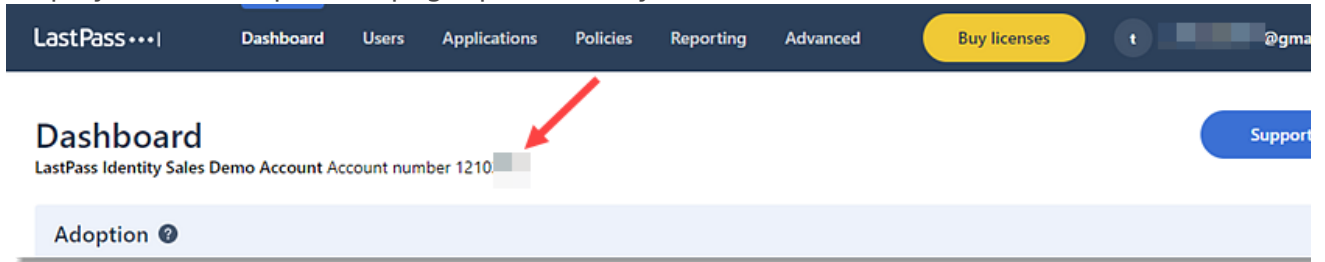 LastPass•••| Dashboard Users Applications Policies Reporting Advanced Buy licenses t @gma
Dashboard
Support
LastPass Identity Sales Demo Account Account number 1210
Adoption ?